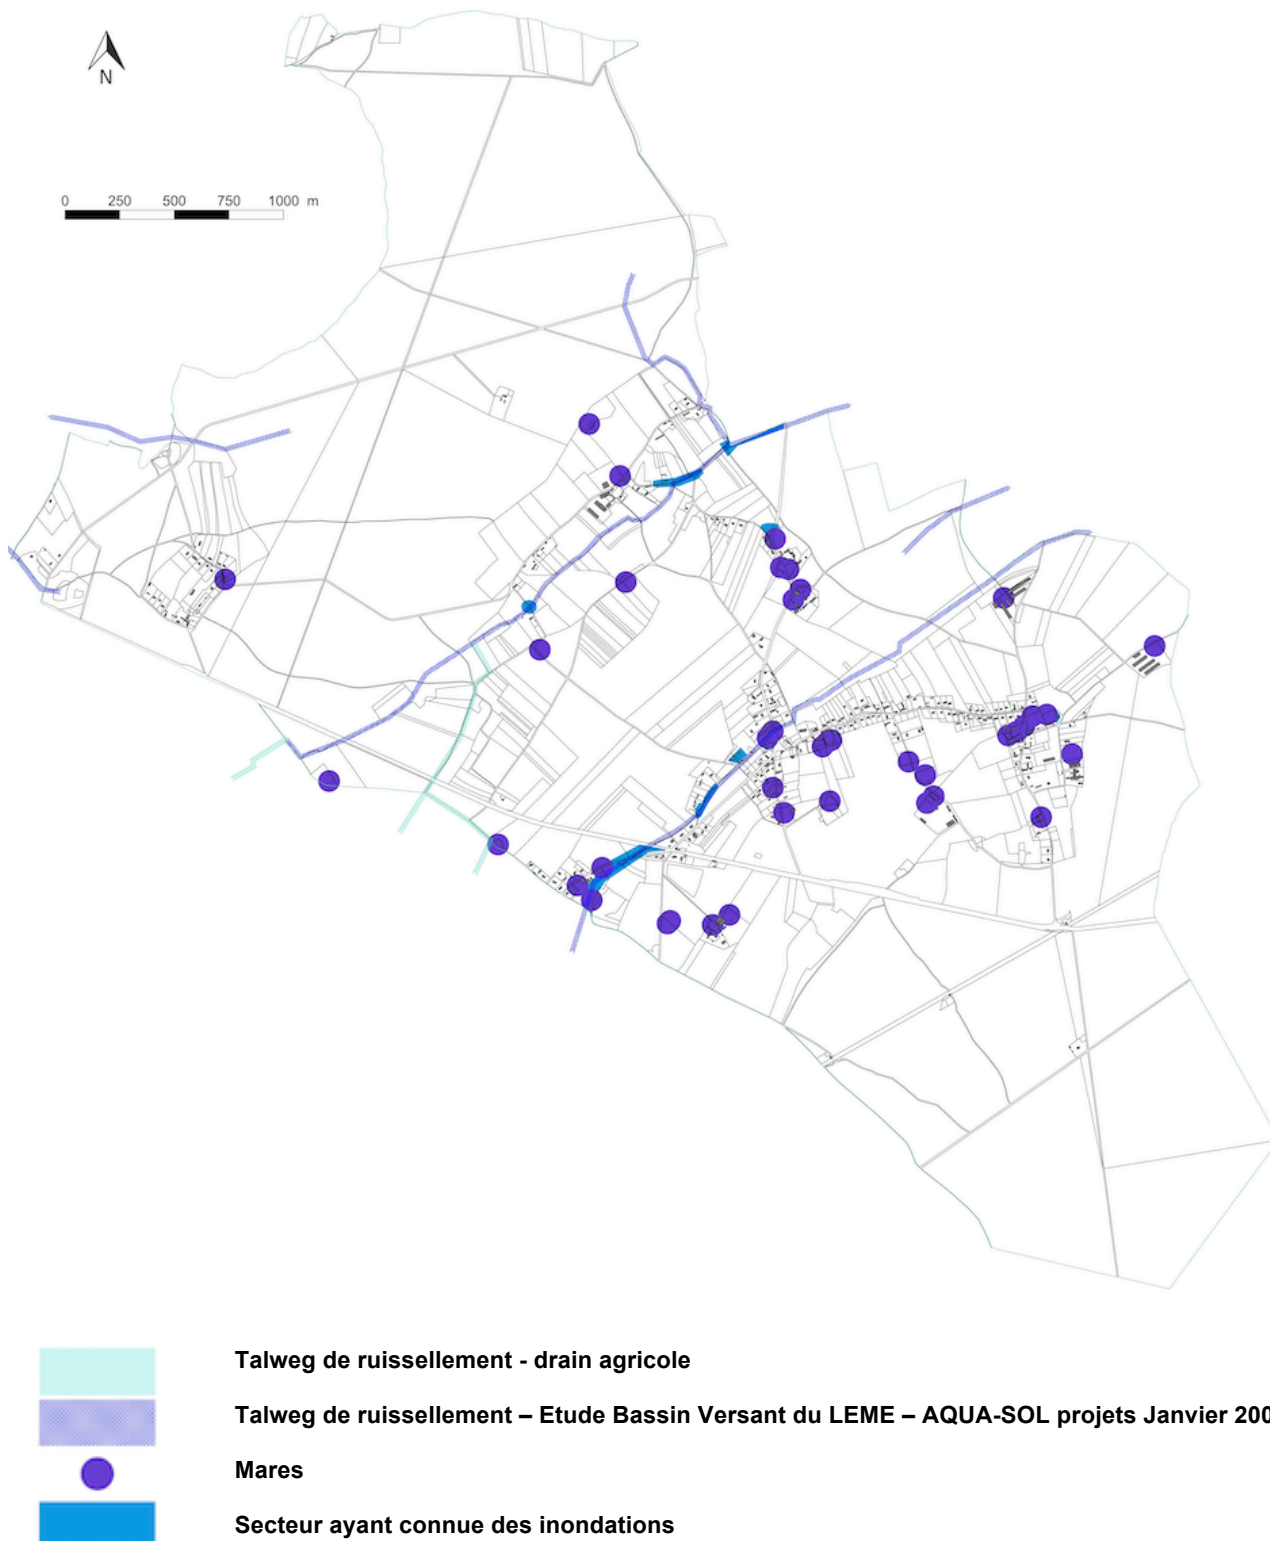 N
0 250 500 750 1000 m
Talweg de ruissellement - drain agricole
Talweg de ruissellement – Etude Bassin Versant du LEME – AQUA-SOL projets Janvier 200
Mares
Secteur ayant connue des inondations